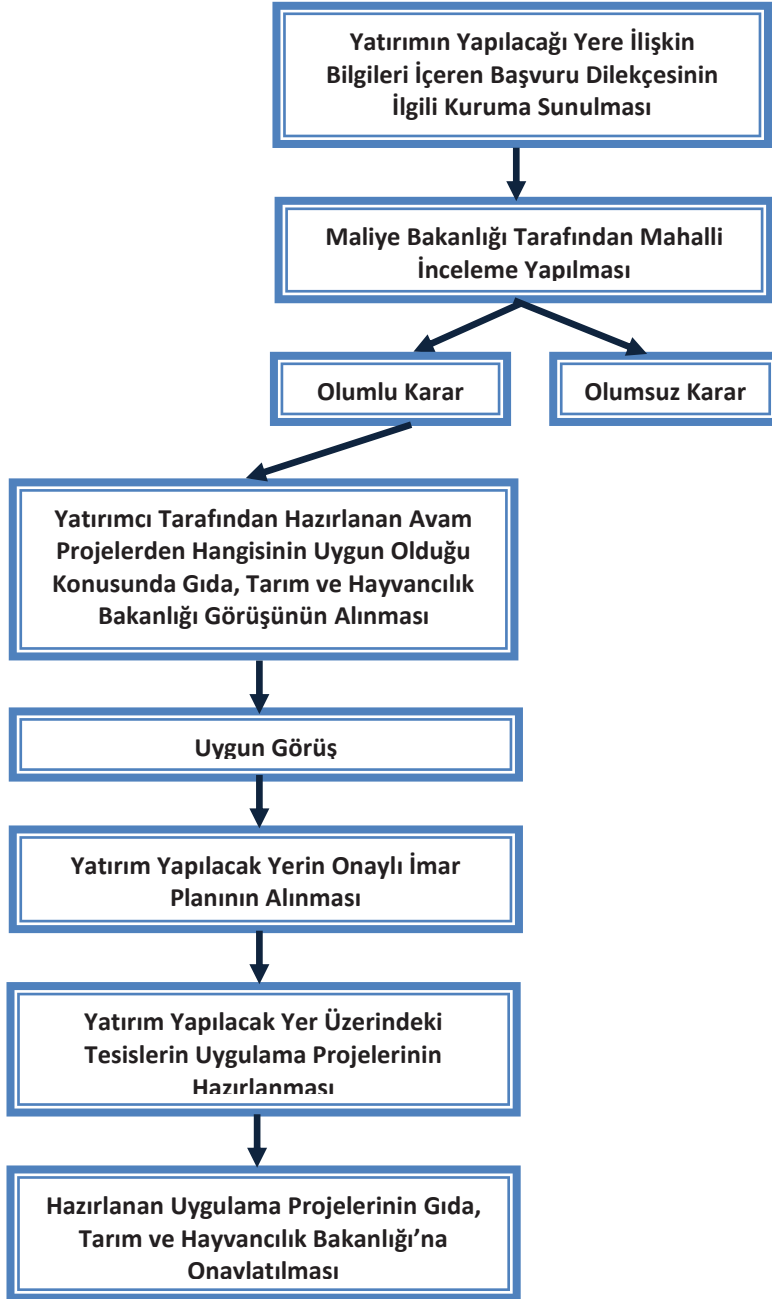 Yatırımın Yapılacağı Yere İlişkin
Bilgileri İçeren Başvuru Dilekçesinin
İlgili Kuruma Sunulması
Maliye Bakanlığı Tarafından Mahalli
İnceleme Yapılması
Olumlu Karar
Olumsuz Karar
Yatırımcı Tarafından Hazırlanan Avam
Projelerden Hangisinin Uygun Olduğu
Konusunda Gıda, Tarım ve Hayvancılık
Bakanlığı Görüşünün Alınması
Uygun Görüş
Yatırım Yapılacak Yerin Onaylı İmar
Planının Alınması
Yatırım Yapılacak Yer Üzerindeki
Tesislerin Uygulama Projelerinin
Hazırlanması
Hazırlanan Uygulama Projelerinin Gıda,
Tarım ve Hayvancılık Bakanlığı’na
Onaylatılması